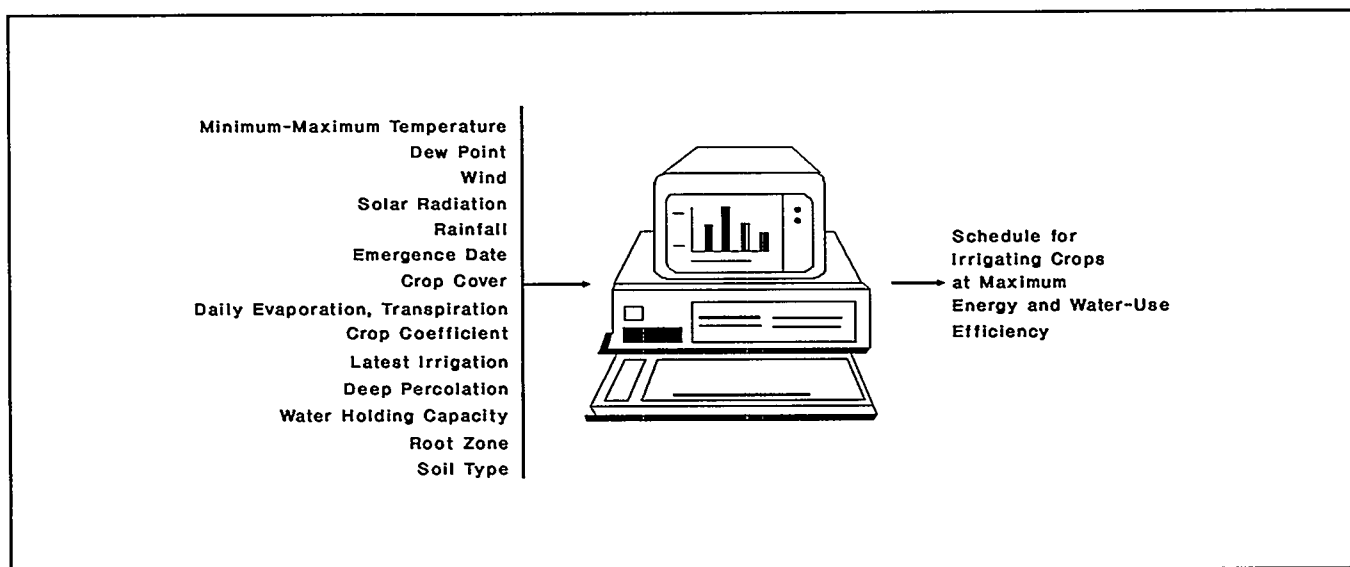 Minimum-Maximum Temperature
Dew Point
Wind
Solar Radiation
Rainfall
Emergence Date
Crop Cover
Daily Evaporation, Transpiration
Crop Coefficient
Latest Irrigation
Deep Percolation
Water Holding Capacity
Root Zone
Soil Type
Schedule for
Irrigating Crops
at Maximum
Energy and Water-Use
Efficiency